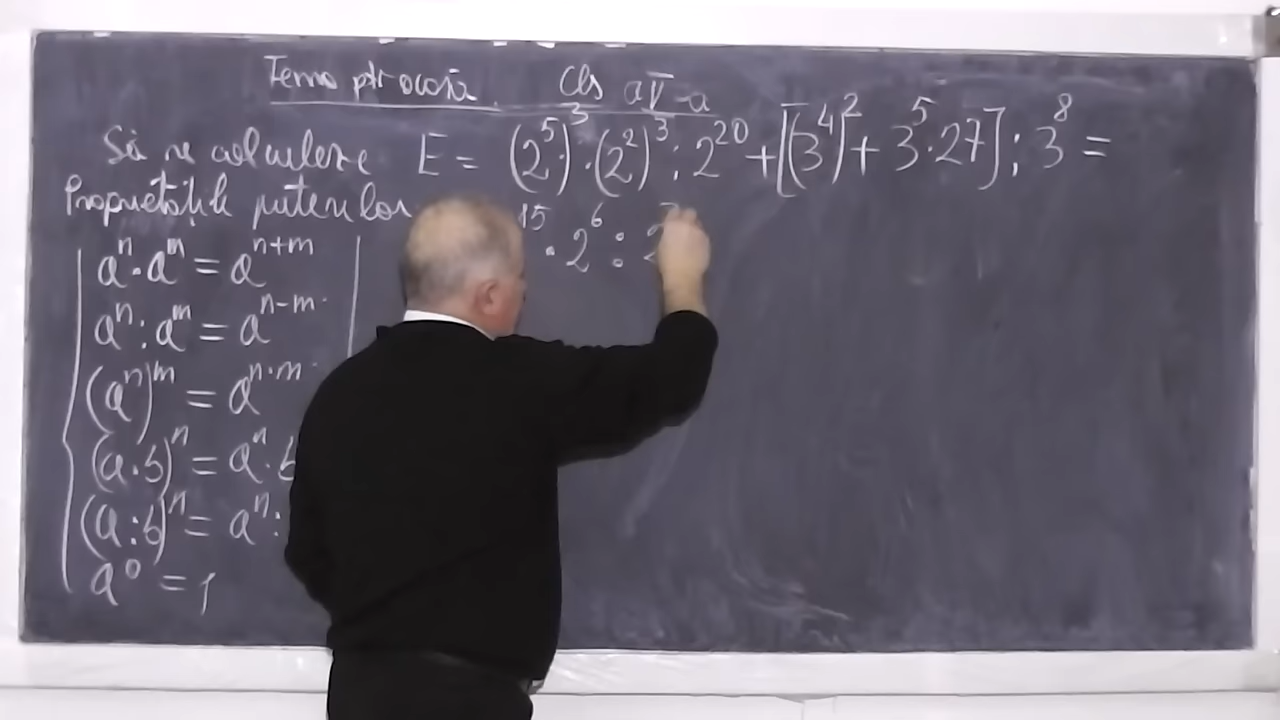 Tema ptr acasă Cls a V-a
Să se calculeze E = (2⁵)³·(2²)³:2²⁰+[(3⁴)²+3⁵·27]:3⁸=
Proprietățile puterilor
15 · 2⁶ : 2
aⁿ·aᵐ = aⁿ⁺ᵐ
aⁿ:aᵐ = aⁿ⁻ᵐ
(aⁿ)ᵐ = aⁿ·ᵐ
(a·b)ⁿ = aⁿ·b
(a:b)ⁿ = aⁿ:
a⁰ = 1